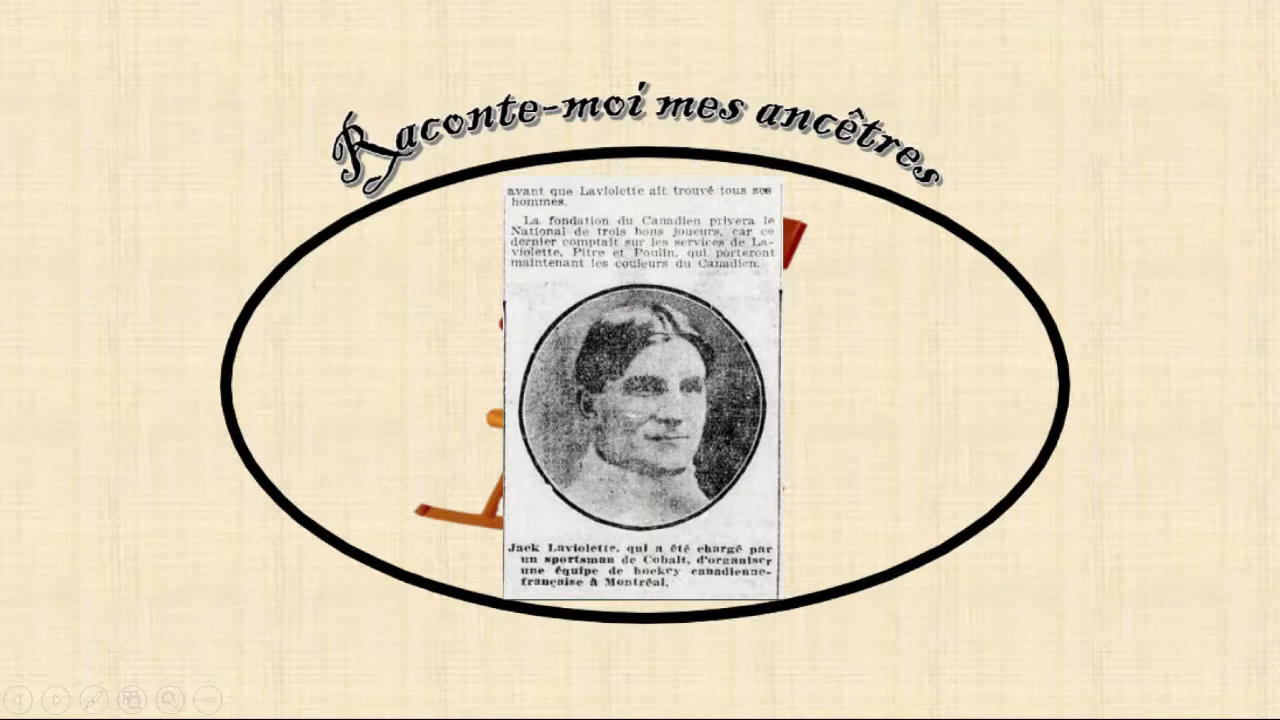 Raconte-moi mes ancêtres
avant que Laviolette ait trouvé tous ses
hommes.
La fondation du Canadien privera le
National de trois bons joueurs, car ce
dernier comptait sur les services de La-
violette, Pitre et Poulin, qui porteront
maintenant les couleurs du Canadien.
Jack Laviolette, qui a été chargé par
un sportsman de Cobalt, d'organiser
une équipe de hockey canadienne-
française à Montréal.